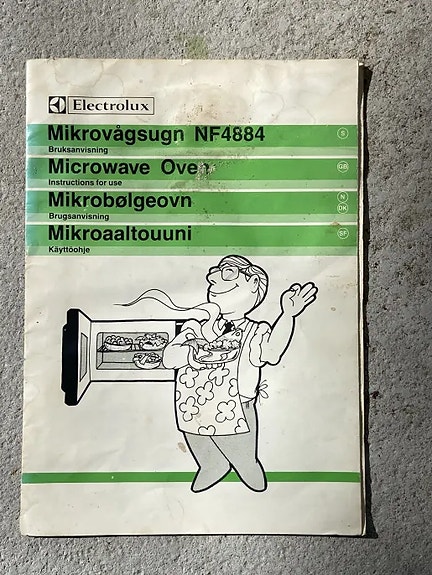 Electrolux
Mikrovågsugn NF4884 S
Bruksanvisning
Microwave Oven GB
Instructions for use
Mikrobølgeovn N
Brugsanvisning DK
Mikroaaltouuni SF
Käyttöohje